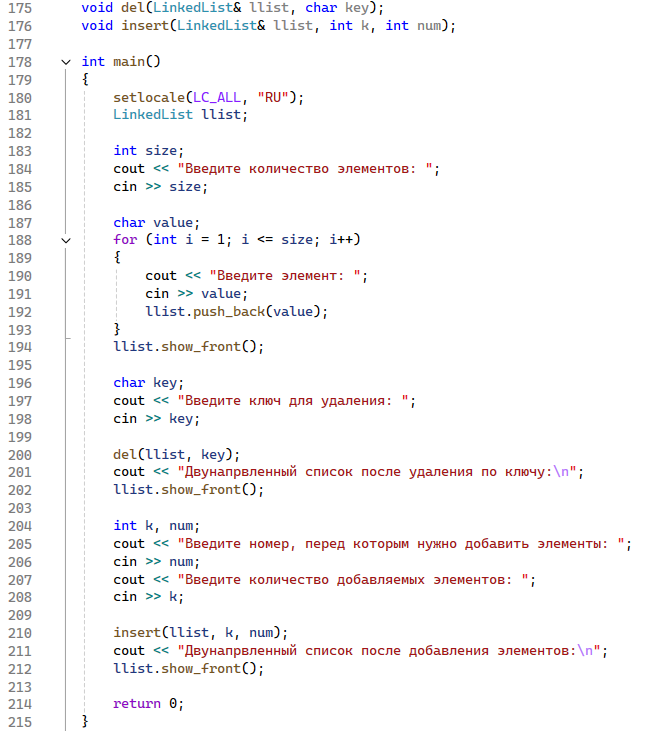 175 void del(LinkedList& llist, char key);
176 void insert(LinkedList& llist, int k, int num);
177
178 int main()
179 {
180 setlocale(LC_ALL, "RU");
181 LinkedList llist;
182
183 int size;
184 cout << "Введите количество элементов: ";
185 cin >> size;
186
187 char value;
188 for (int i = 1; i <= size; i++)
189 {
190 cout << "Введите элемент: ";
191 cin >> value;
192 llist.push_back(value);
193 }
194 llist.show_front();
195
196 char key;
197 cout << "Введите ключ для удаления: ";
198 cin >> key;
199
200 del(llist, key);
201 cout << "Двунапрвленный список после удаления по ключу:\n";
202 llist.show_front();
203
204 int k, num;
205 cout << "Введите номер, перед которым нужно добавить элементы: ";
206 cin >> num;
207 cout << "Введите количество добавляемых элементов: ";
208 cin >> k;
209
210 insert(llist, k, num);
211 cout << "Двунапрвленный список после добавления элементов:\n";
212 llist.show_front();
213
214 return 0;
215 }